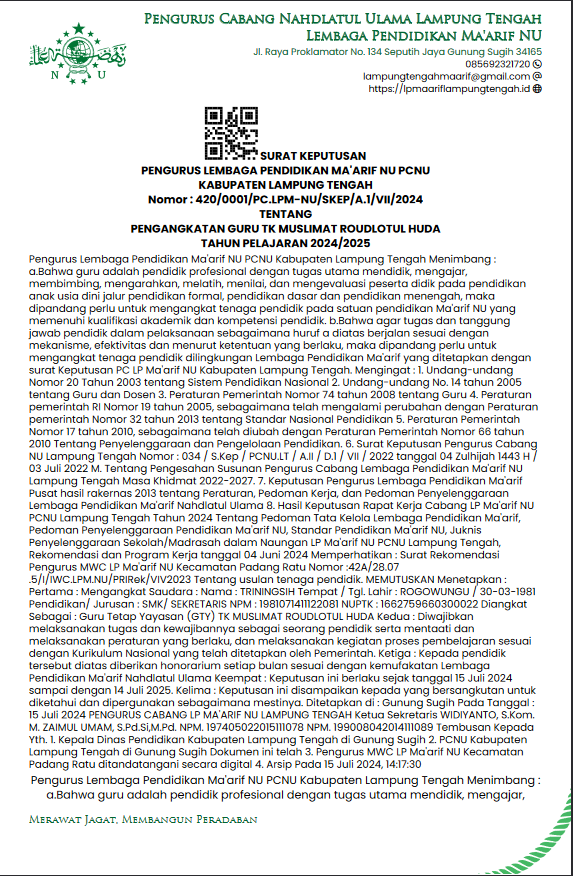 PENGURUS CABANG NAHDLATUL ULAMA LAMPUNG TENGAH
LEMBAGA PENDIDIKAN MA'ARIF NU
Jl. Raya Proklamator No. 134 Seputih Jaya Gunung Sugih 34165
085692321720
lampungtengahmaarif@gmail.com
https://lpmaariflampungtengah.id
N U
SURAT KEPUTUSAN
PENGURUS LEMBAGA PENDIDIKAN MA'ARIF NU PCNU
KABUPATEN LAMPUNG TENGAH
Nomor : 420/0001/PC.LPM-NU/SKEP/A.1/VII/2024
TENTANG
PENGANGKATAN GURU TK MUSLIMAT ROUDLOTUL HUDA
TAHUN PELAJARAN 2024/2025
Pengurus Lembaga Pendidikan Ma'arif NU PCNU Kabupaten Lampung Tengah Menimbang :
a.Bahwa guru adalah pendidik profesional dengan tugas utama mendidik, mengajar,
membimbing, mengarahkan, melatih, menilai, dan mengevaluasi peserta didik pada pendidikan
anak usia dini jalur pendidikan formal, pendidikan dasar dan pendidikan menengah, maka
dipandang perlu untuk mengangkat tenaga pendidik pada satuan pendidikan Ma'arif NU yang
memenuhi kualifikasi akademik dan kompetensi pendidik. b.Bahwa agar tugas dan tanggung
jawab pendidik dalam pelaksanaan sebagaimana huruf a diatas berjalan sesuai dengan
mekanisme, efektivitas dan menurut ketentuan yang berlaku, maka dipandang perlu untuk
mengangkat tenaga pendidik dilingkungan Lembaga Pendidikan Ma'arif yang ditetapkan dengan
surat Keputusan PC LP Ma'arif NU Kabupaten Lampung Tengah. Mengingat : 1. Undang-undang
Nomor 20 Tahun 2003 tentang Sistem Pendidikan Nasional 2. Undang-undang No. 14 tahun 2005
tentang Guru dan Dosen 3. Peraturan Pemerintah Nomor 74 tahun 2008 tentang Guru 4. Peraturan
pemerintah RI Nomor 19 tahun 2005, sebagaimana telah mengalami perubahan dengan Peraturan
pemerintah Nomor 32 tahun 2013 tentang Standar Nasional Pendidikan 5. Peraturan Pemerintah
Nomor 17 tahun 2010, sebagaimana telah diubah dengan Peraturan Pemerintah Nomor 66 tahun
2010 Tentang Penyelenggaraan dan Pengelolaan Pendidikan. 6. Surat Keputusan Pengurus Cabang
NU Lampung Tengah Nomor : 034 / S.Kep / PCNU.LT / A.II / D.1 / VII / 2022 tanggal 04 Zulhijah 1443 H /
03 Juli 2022 M. Tentang Pengesahan Susunan Pengurus Cabang Lembaga Pendidikan Ma'arif NU
Lampung Tengah Masa Khidmat 2022-2027. 7. Keputusan Pengurus Lembaga Pendidikan Ma'arif
Pusat hasil rakernas 2013 tentang Peraturan, Pedoman Kerja, dan Pedoman Penyelenggaraan
Lembaga Pendidikan Ma'arif Nahdlatul Ulama 8. Hasil Keputusan Rapat Kerja Cabang LP Ma'arif NU
PCNU Lampung Tengah Tahun 2024 Tentang Pedoman Tata Kelola Lembaga Pendidikan Ma'arif,
Pedoman Penyelenggaraan Pendidikan Ma'arif NU, Standar Pendidikan Ma'arif NU, Juknis
Penyelenggaraan Sekolah/Madrasah dalam Naungan LP Ma'arif NU PCNU Lampung Tengah,
Rekomendasi dan Program Kerja tanggal 04 Juni 2024 Memperhatikan : Surat Rekomendasi
Pengurus MWC LP Ma'arif NU Kecamatan Padang Ratu Nomor :42A/28.07
.5/I/IWC.LPM.NU/PRIRek/VIV2023 Tentang usulan tenaga pendidik. MEMUTUSKAN Menetapkan :
Pertama : Mengangkat Saudara : Nama : TRININGSIH Tempat / Tgl. Lahir : ROGOWUNGU / 30-03-1981
Pendidikan/ Jurusan : SMK/ SEKRETARIS NPM : 1981071411122081 NUPTK : 1662759660300022 Diangkat
Sebagai : Guru Tetap Yayasan (GTY) TK MUSLIMAT ROUDLOTUL HUDA Kedua : Diwajibkan
melaksanakan tugas dan kewajibannya sebagai seorang pendidik serta mentaati dan
melaksanakan peraturan yang berlaku, dan melaksanakan kegiatan proses pembelajaran sesuai
dengan Kurikulum Nasional yang telah ditetapkan oleh Pemerintah. Ketiga : Kepada pendidik
tersebut diatas diberikan honorarium setiap bulan sesuai dengan kemufakatan Lembaga
Pendidikan Ma'arif Nahdlatul Ulama Keempat : Keputusan ini berlaku sejak tanggal 15 Juli 2024
sampai dengan 14 Juli 2025. Kelima : Keputusan ini disampaikan kepada yang bersangkutan untuk
diketahui dan dipergunakan sebagaimana mestinya. Ditetapkan di : Gunung Sugih Pada Tanggal :
15 Juli 2024 PENGURUS CABANG LP MA'ARIF NU LAMPUNG TENGAH Ketua Sekretaris WIDIYANTO, S.Kom.
M. ZAIMUL UMAM, S.Pd.SI,M.Pd. NPM. 1974050220151111078 NPM. 1990080420141111089 Tembusan Kepada
Yth. 1. Kepala Dinas Pendidikan Kabupaten Lampung Tengah di Gunung Sugih 2. PCNU Kabupaten
Lampung Tengah di Gunung Sugih Dokumen ini telah 3. Pengurus MWC LP Ma'arif NU Kecamatan
Padang Ratu ditandatangani secara digital 4. Arsip Pada 15 Juli 2024, 14:17:30
Pengurus Lembaga Pendidikan Ma'arif NU PCNU Kabupaten Lampung Tengah Menimbang :
a.Bahwa guru adalah pendidik profesional dengan tugas utama mendidik, mengajar,
MERAWAT JAGAT, MEMBANGUN PERADABAN